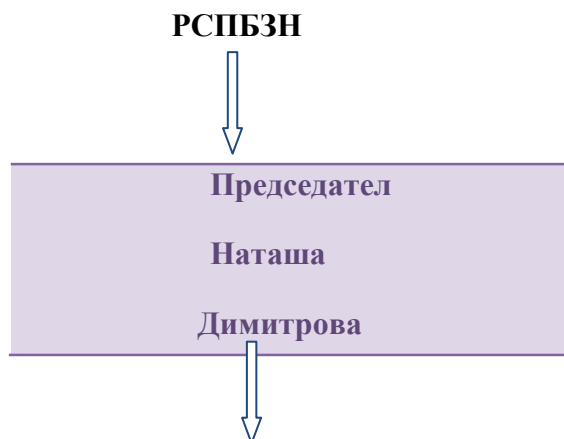 РСПБЗН
Председател
Наташа
Димитрова